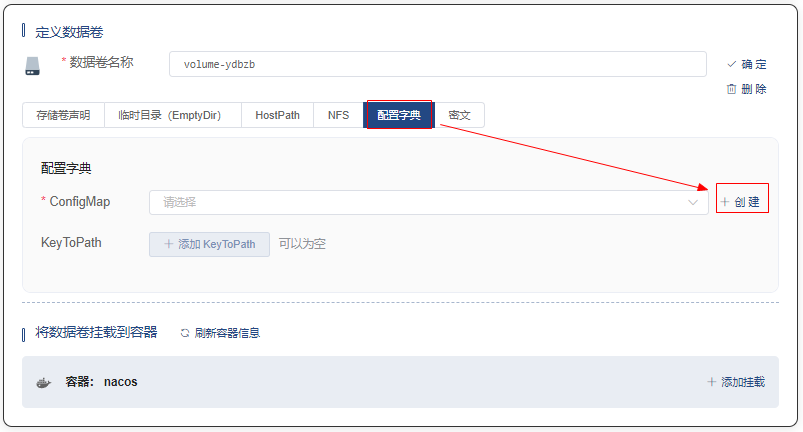 定义数据卷
* 数据卷名称 volume-ydbzb 确 定
删 除
存储卷声明 临时目录（EmptyDir） HostPath NFS 配置字典 密文
配置字典
* ConfigMap 请选择 创 建
KeyToPath 添加 KeyToPath 可以为空
将数据卷挂载到容器 刷新容器信息
容器： nacos 添加挂载